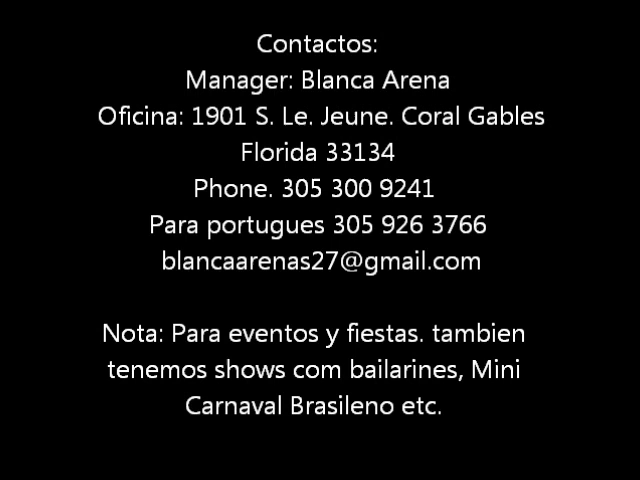 Contactos:
Manager: Blanca Arena
Oficina: 1901 S. Le. Jeune. Coral Gables
Florida 33134
Phone. 305 300 9241
Para portugues 305 926 3766
blancaarenas27@gmail.com
Nota: Para eventos y fiestas. tambien
tenemos shows com bailarines, Mini
Carnaval Brasileno etc.